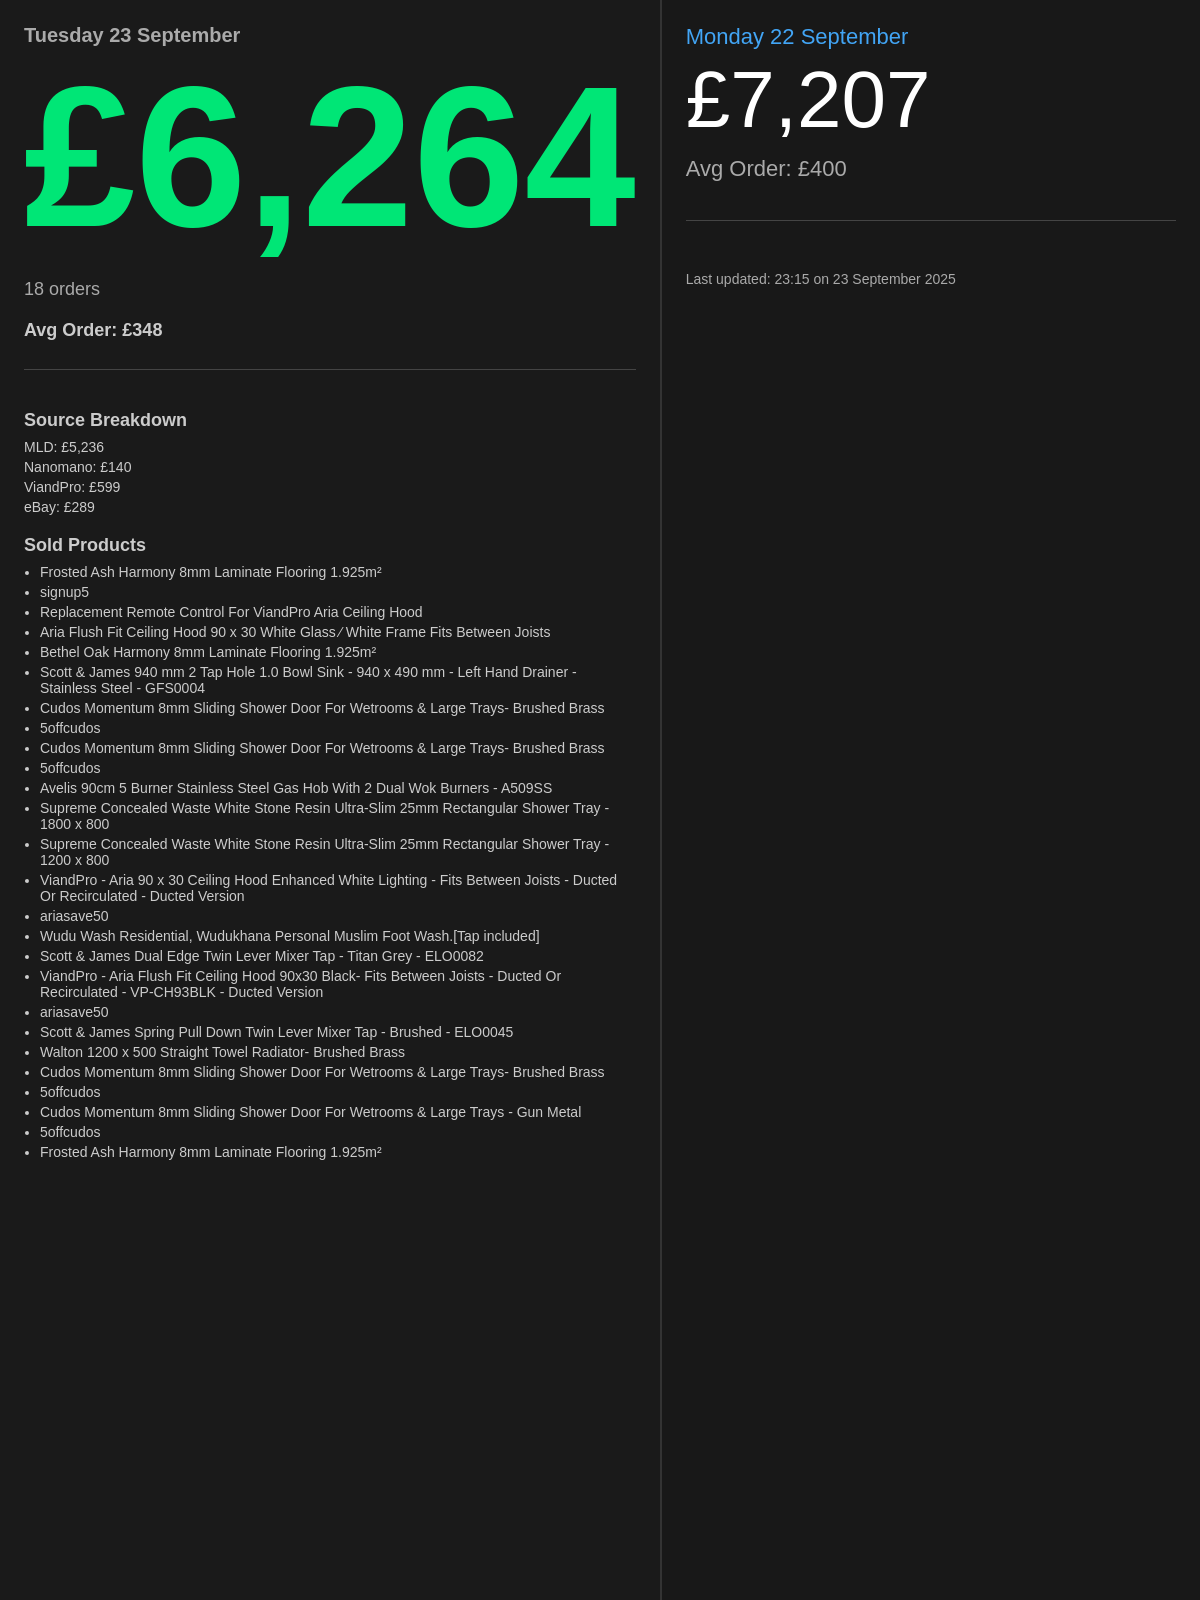 Tuesday 23 September
£6,264
18 orders
Avg Order: £348
Source Breakdown
MLD: £5,236
Nanomano: £140
ViandPro: £599
eBay: £289
Sold Products
• Frosted Ash Harmony 8mm Laminate Flooring 1.925m²
• signup5
• Replacement Remote Control For ViandPro Aria Ceiling Hood
• Aria Flush Fit Ceiling Hood 90 x 30 White Glass ⁄ White Frame Fits Between Joists
• Bethel Oak Harmony 8mm Laminate Flooring 1.925m²
• Scott & James 940 mm 2 Tap Hole 1.0 Bowl Sink - 940 x 490 mm - Left Hand Drainer -
Stainless Steel - GFS0004
• Cudos Momentum 8mm Sliding Shower Door For Wetrooms & Large Trays- Brushed Brass
• 5offcudos
• Cudos Momentum 8mm Sliding Shower Door For Wetrooms & Large Trays- Brushed Brass
• 5offcudos
• Avelis 90cm 5 Burner Stainless Steel Gas Hob With 2 Dual Wok Burners - A509SS
• Supreme Concealed Waste White Stone Resin Ultra-Slim 25mm Rectangular Shower Tray -
1800 x 800
• Supreme Concealed Waste White Stone Resin Ultra-Slim 25mm Rectangular Shower Tray -
1200 x 800
• ViandPro - Aria 90 x 30 Ceiling Hood Enhanced White Lighting - Fits Between Joists - Ducted
Or Recirculated - Ducted Version
• ariasave50
• Wudu Wash Residential, Wudukhana Personal Muslim Foot Wash.[Tap included]
• Scott & James Dual Edge Twin Lever Mixer Tap - Titan Grey - ELO0082
• ViandPro - Aria Flush Fit Ceiling Hood 90x30 Black- Fits Between Joists - Ducted Or
Recirculated - VP-CH93BLK - Ducted Version
• ariasave50
• Scott & James Spring Pull Down Twin Lever Mixer Tap - Brushed - ELO0045
• Walton 1200 x 500 Straight Towel Radiator- Brushed Brass
• Cudos Momentum 8mm Sliding Shower Door For Wetrooms & Large Trays- Brushed Brass
• 5offcudos
• Cudos Momentum 8mm Sliding Shower Door For Wetrooms & Large Trays - Gun Metal
• 5offcudos
• Frosted Ash Harmony 8mm Laminate Flooring 1.925m²
Monday 22 September
£7,207
Avg Order: £400
Last updated: 23:15 on 23 September 2025